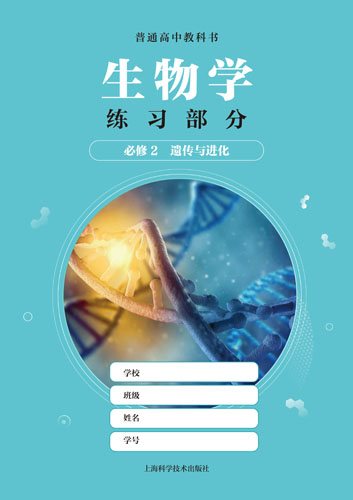 普通高中教科书
生物学
练习部分
必修 2 遗传与进化
学校
班级
姓名
学号
上海科学技术出版社